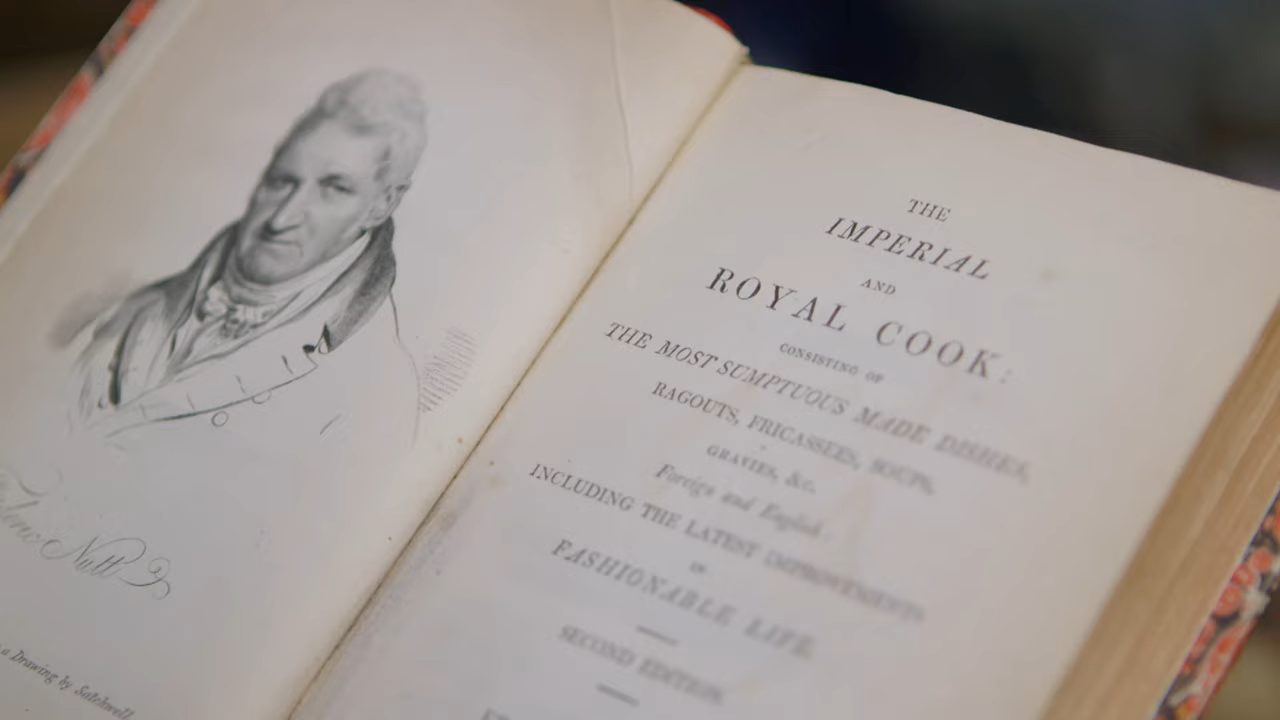 Nutt
a Drawing by Satchwell
THE
IMPERIAL
AND
ROYAL COOK:
CONSISTING OF
THE MOST SUMPTUOUS MADE DISHES,
RAGOUTS, FRICASSEES, SOUPS,
GRAVIES, &c.
Foreign and English:
INCLUDING THE LATEST IMPROVEMENTS
IN
FASHIONABLE LIFE.
SECOND EDITION.